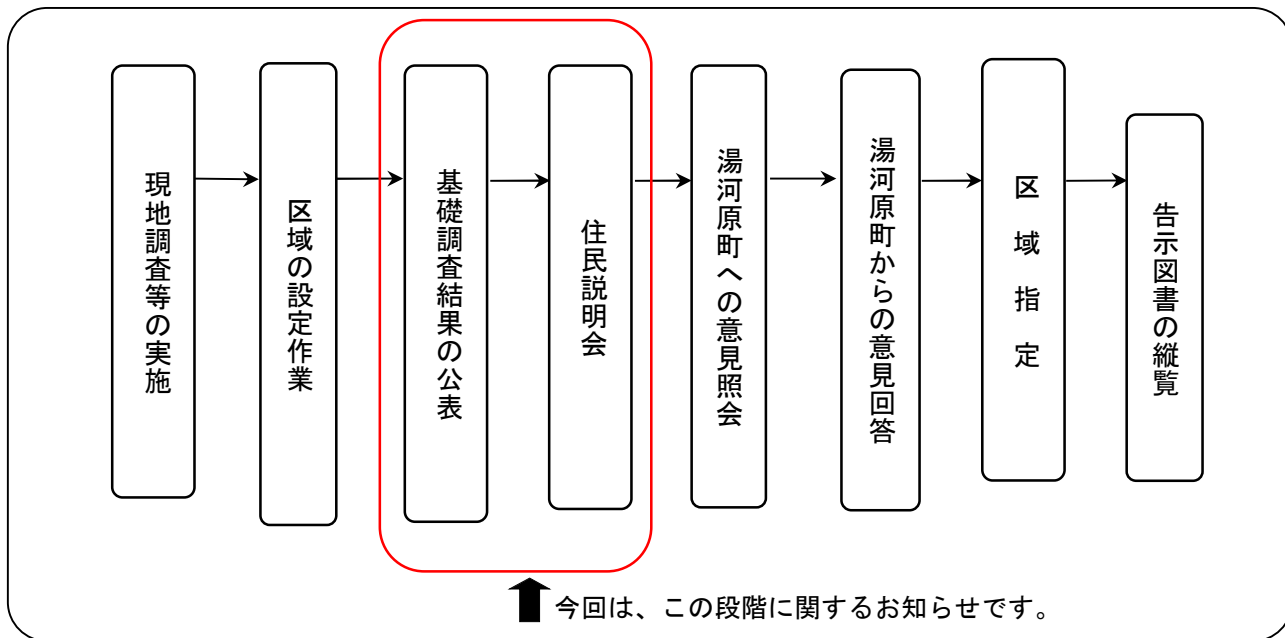 現地調査等の実施
区域の設定作業
基礎調査結果の公表
住民説明会
湯河原町への意見照会
湯河原町からの意見回答
区域指定
告示図書の縦覧
今回は、この段階に関するお知らせです。